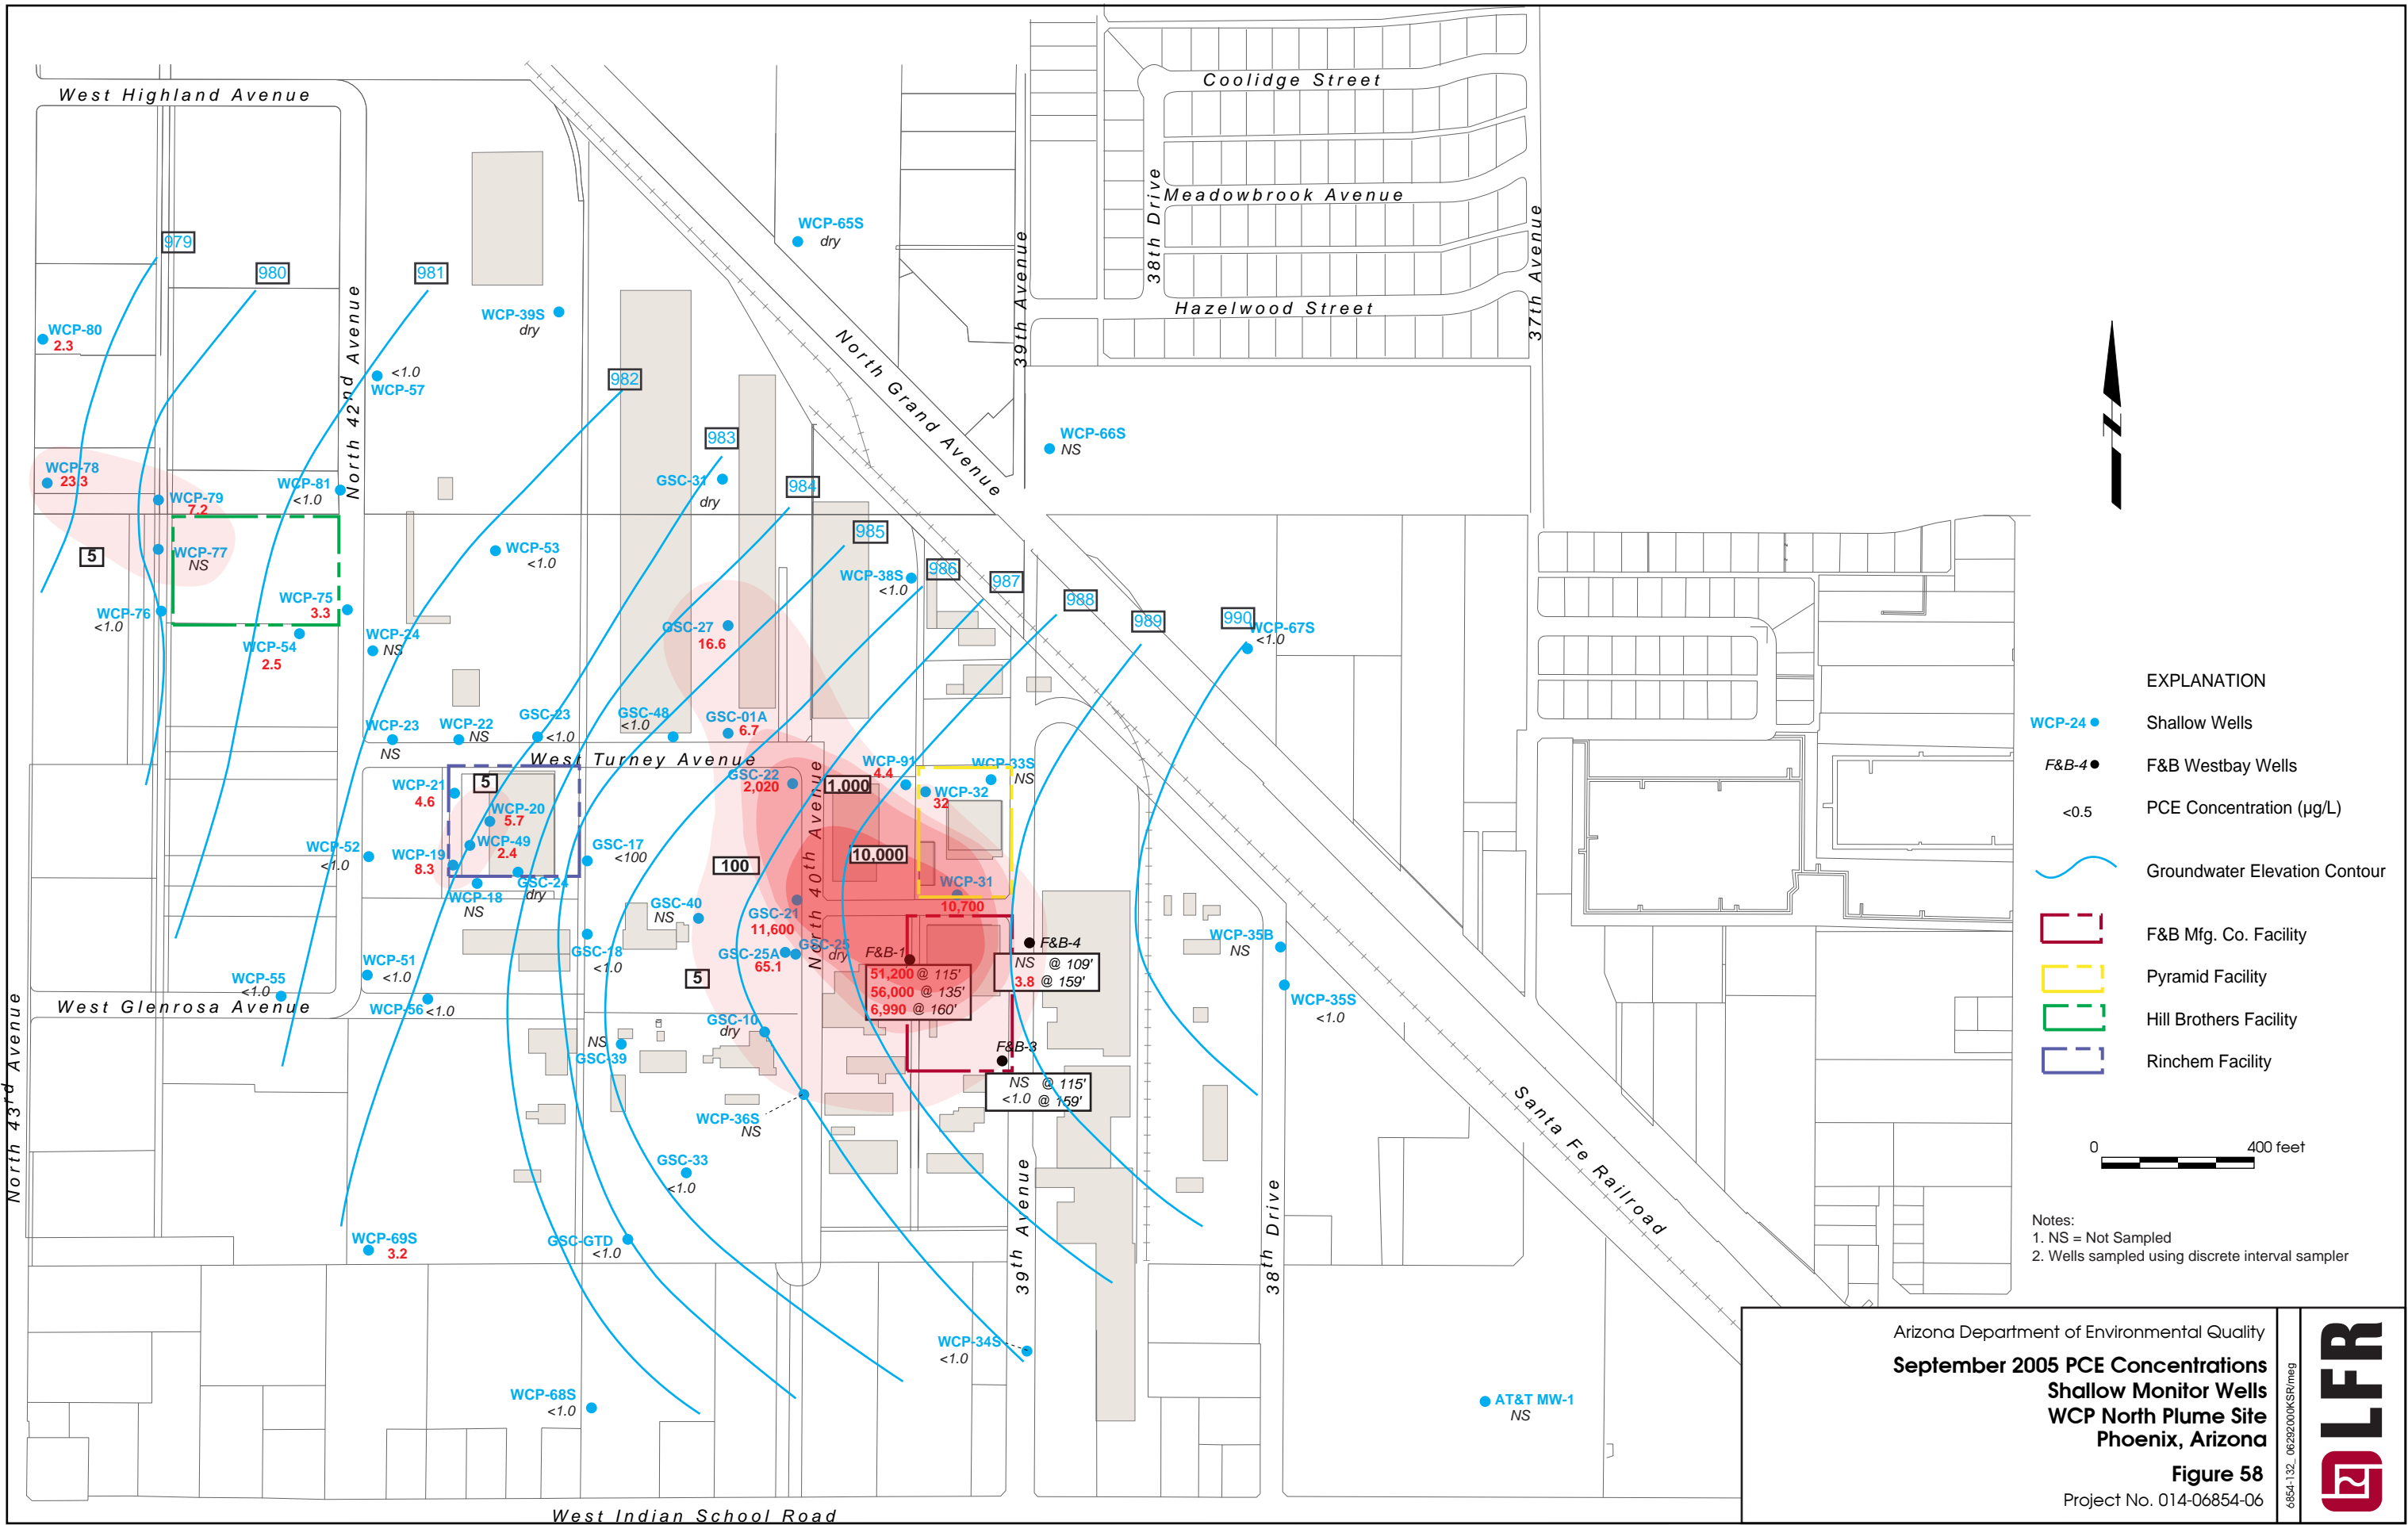 West Highland Avenue
Coolidge Street
Meadowbrook Avenue
Hazelwood Street
38th Drive
39th Avenue
37th Avenue
North 42nd Avenue
North Grand Avenue
WCP-65S
dry
979
980
981
WCP-39S
dry
WCP-80
2.3
<1.0
WCP-57
982
983
WCP-66S
NS
WCP-78
23.3
WCP-79
7.2
WCP-81
<1.0
GSC-31
dry
984
985
5
WCP-77
NS
WCP-53
<1.0
WCP-38S
<1.0
986
987
988
989
990
WCP-67S
<1.0
WCP-76
<1.0
WCP-75
3.3
WCP-54
2.5
WCP-24
NS
GSC-27
16.6
WCP-23
NS
WCP-22
NS
GSC-23
<1.0
GSC-48
<1.0
GSC-01A
6.7
West Turney Avenue
WCP-21
4.6
5
WCP-20
5.7
WCP-49
2.4
WCP-19
8.3
WCP-52
<1.0
WCP-18
NS
GSC-24
dry
GSC-17
<100
GSC-22
2,020
1,000
WCP-91
4.4
WCP-33S
NS
WCP-32
32
100
10,000
North 40th Avenue
WCP-31
10,700
GSC-40
NS
GSC-21
11,600
GSC-25
dry
GSC-25A
65.1
GSC-18
<1.0
5
F&B-1
51,200 @ 115'
56,000 @ 135'
6,990 @ 160'
F&B-4
NS @ 109'
3.8 @ 159'
WCP-35B
NS
WCP-35S
<1.0
WCP-51
<1.0
WCP-55
<1.0
West Glenrosa Avenue
WCP-56
<1.0
GSC-10
dry
NS
GSC-39
F&B-3
NS @ 115'
<1.0 @ 159'
WCP-36S
NS
GSC-33
<1.0
North 43rd Avenue
39th Avenue
38th Drive
Santa Fe Railroad
WCP-69S
3.2
GSC-GTD
<1.0
WCP-34S
<1.0
WCP-68S
<1.0
AT&T MW-1
NS
West Indian School Road
EXPLANATION
WCP-24
Shallow Wells
F&B-4
F&B Westbay Wells
<0.5
PCE Concentration (µg/L)
Groundwater Elevation Contour
F&B Mfg. Co. Facility
Pyramid Facility
Hill Brothers Facility
Rinchem Facility
0
400 feet
Notes:
1. NS = Not Sampled
2. Wells sampled using discrete interval sampler
Arizona Department of Environmental Quality
September 2005 PCE Concentrations
Shallow Monitor Wells
WCP North Plume Site
Phoenix, Arizona
Figure 58
Project No. 014-06854-06
6854-132_ 06292000KSR/meg
LFR